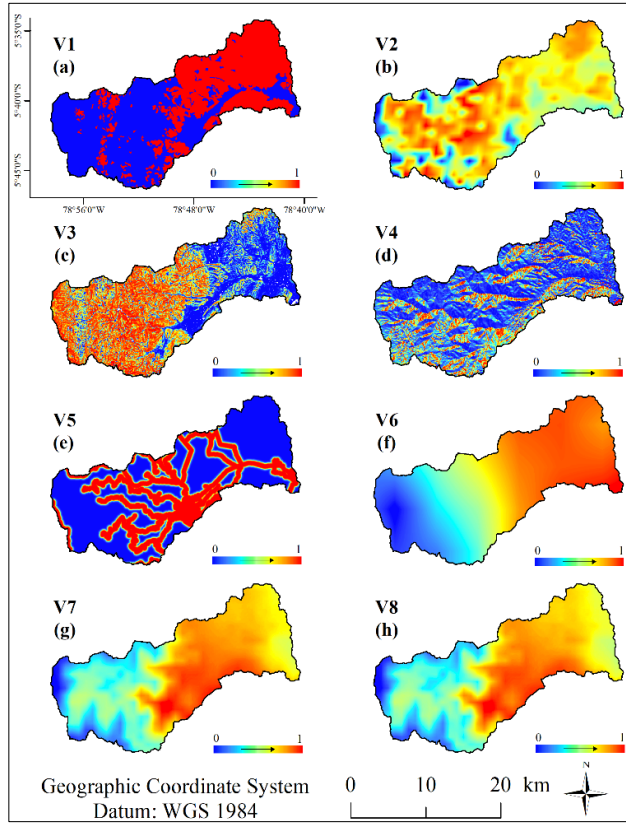 5°35'0"S
5°40'0"S
5°45'0"S
V1
(a)
0 1
78°56'0"W 78°48'0"W 78°40'0"W
V2
(b)
0 1
V3
(c)
0 1
V4
(d)
0 1
V5
(e)
0 1
V6
(f)
0 1
V7
(g)
0 1
V8
(h)
0 1
Geographic Coordinate System
Datum: WGS 1984
0 10 20 km
N